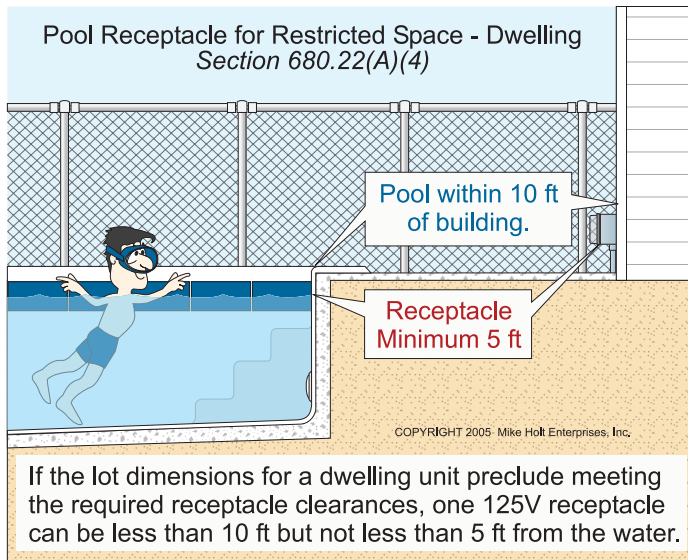 Pool Receptacle for Restricted Space - Dwelling
Section 680.22(A)(4)
Pool within 10 ft
of building.
Receptacle
Minimum 5 ft
COPYRIGHT 2005 Mike Holt Enterprises, Inc.
If the lot dimensions for a dwelling unit preclude meeting
the required receptacle clearances, one 125V receptacle
can be less than 10 ft but not less than 5 ft from the water.